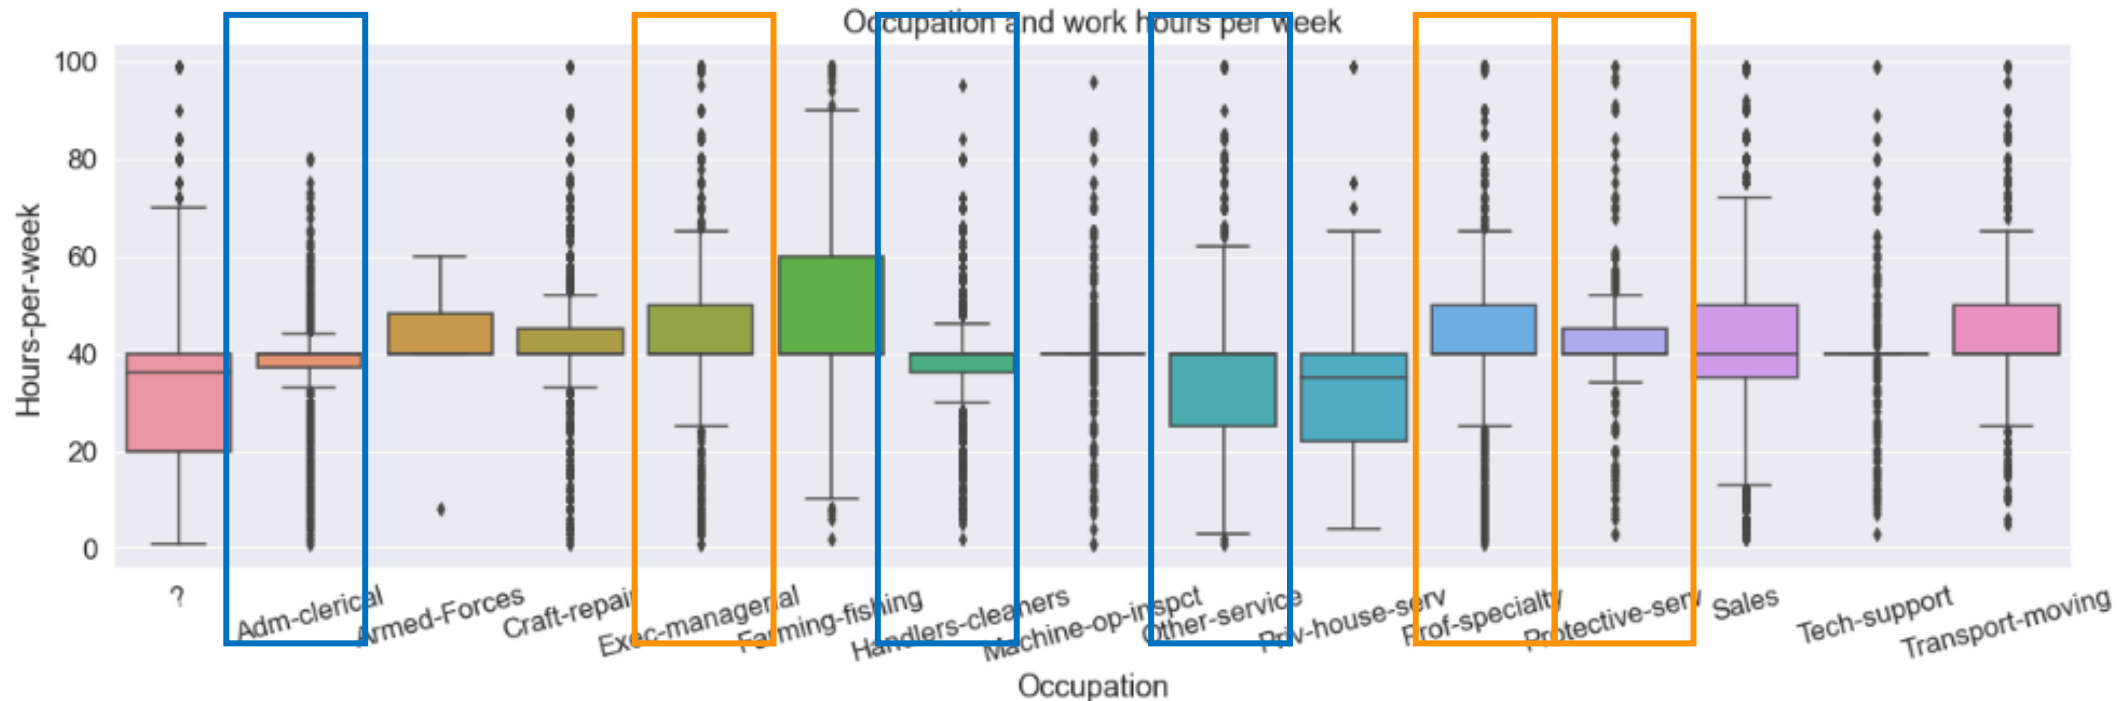 Occupation and work hours per week
Hours-per-week
100
80
60
40
20
0
?
Adm-clerical
Armed-Forces
Craft-repair
Exec-managerial
Farming-fishing
Handlers-cleaners
Machine-op-inspct
Other-service
Priv-house-serv
Prof-specialty
Protective-serv
Sales
Tech-support
Transport-moving
Occupation